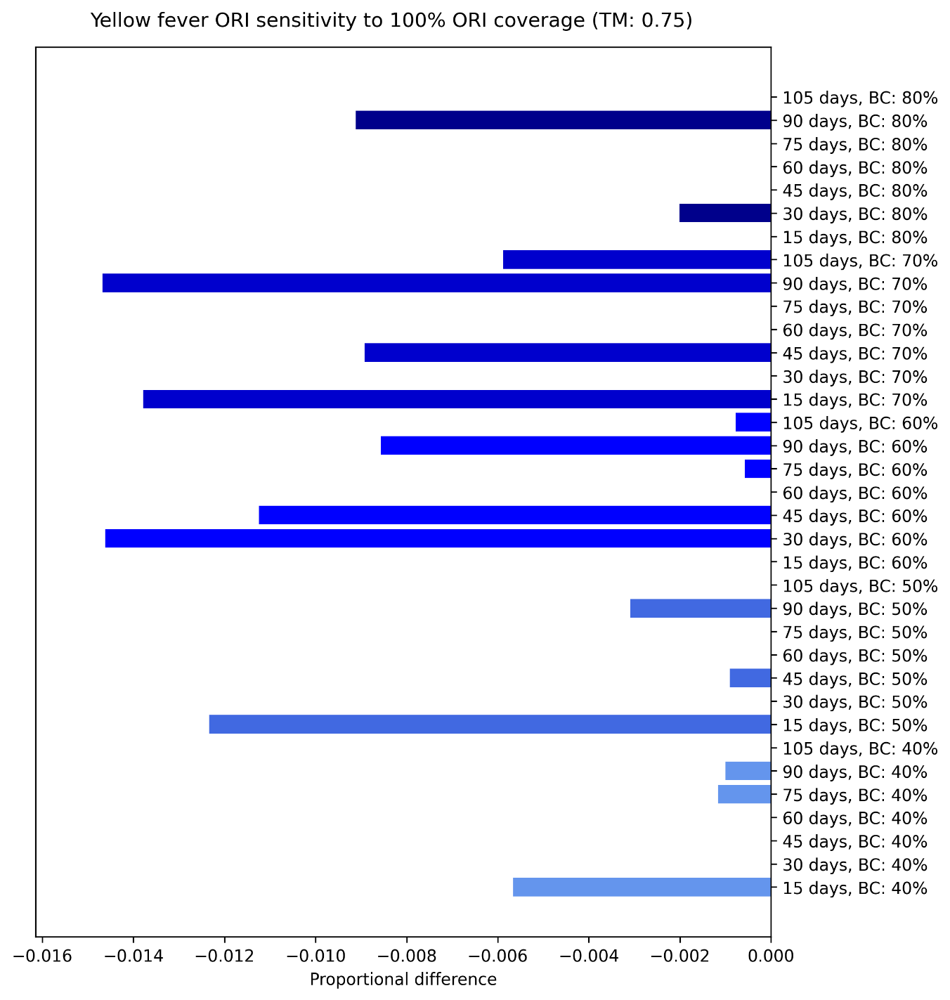 Yellow fever ORI sensitivity to 100% ORI coverage (TM: 0.75)
105 days, BC: 80%
90 days, BC: 80%
75 days, BC: 80%
60 days, BC: 80%
45 days, BC: 80%
30 days, BC: 80%
15 days, BC: 80%
105 days, BC: 70%
90 days, BC: 70%
75 days, BC: 70%
60 days, BC: 70%
45 days, BC: 70%
30 days, BC: 70%
15 days, BC: 70%
105 days, BC: 60%
90 days, BC: 60%
75 days, BC: 60%
60 days, BC: 60%
45 days, BC: 60%
30 days, BC: 60%
15 days, BC: 60%
105 days, BC: 50%
90 days, BC: 50%
75 days, BC: 50%
60 days, BC: 50%
45 days, BC: 50%
30 days, BC: 50%
15 days, BC: 50%
105 days, BC: 40%
90 days, BC: 40%
75 days, BC: 40%
60 days, BC: 40%
45 days, BC: 40%
30 days, BC: 40%
15 days, BC: 40%
−0.016 −0.014 −0.012 −0.010 −0.008 −0.006 −0.004 −0.002 0.000
Proportional difference